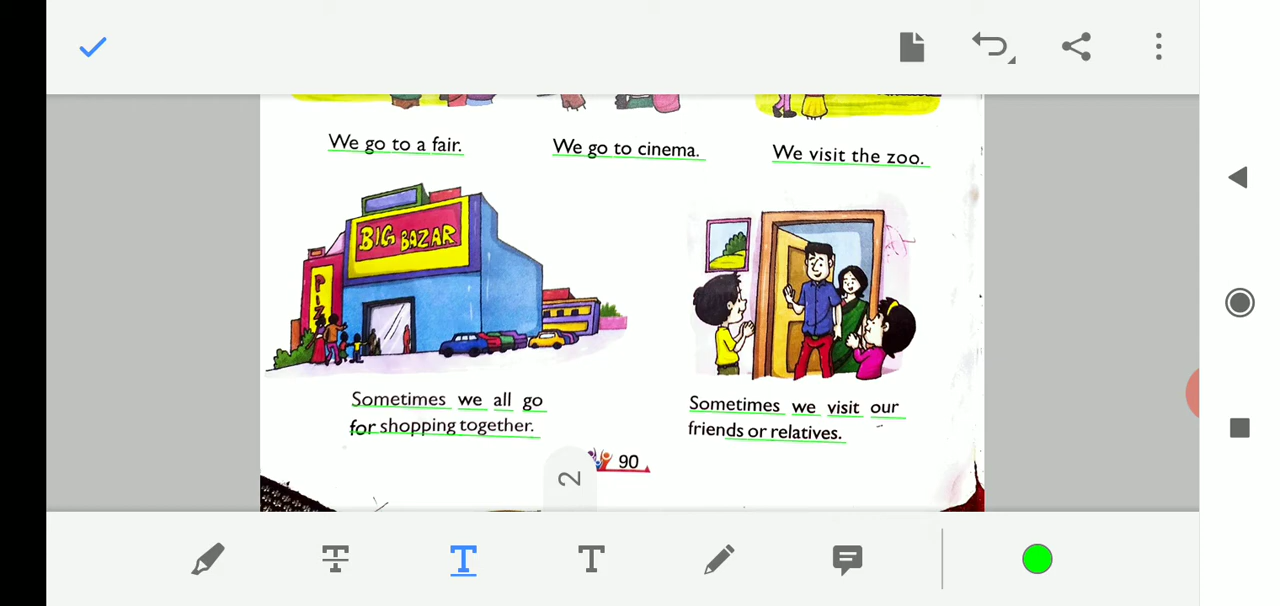 We go to a fair.
We go to cinema.
We visit the zoo.
BIG BAZAR
PIZ
Sometimes we all go
for shopping together.
Sometimes we visit our
friends or relatives.
90
2